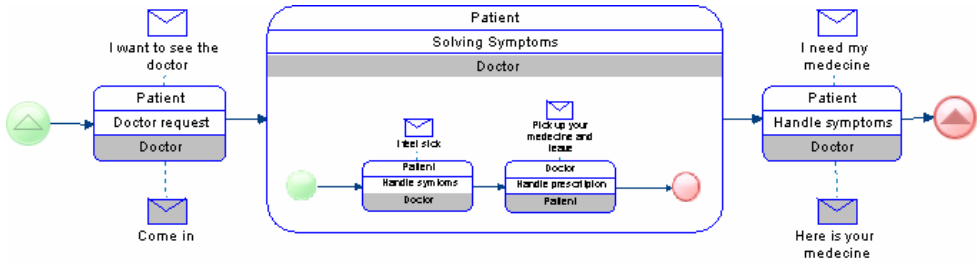 I want to see the
doctor
Patient
Doctor request
Doctor
Come in
Patient
Solving Symptoms
Doctor
I feel sick
Patient
Handle symtoms
Doctor
Pick up your
medecine and
leave
Doctor
Handle prescription
Patient
I need my
medecine
Patient
Handle symptoms
Doctor
Here is your
medecine